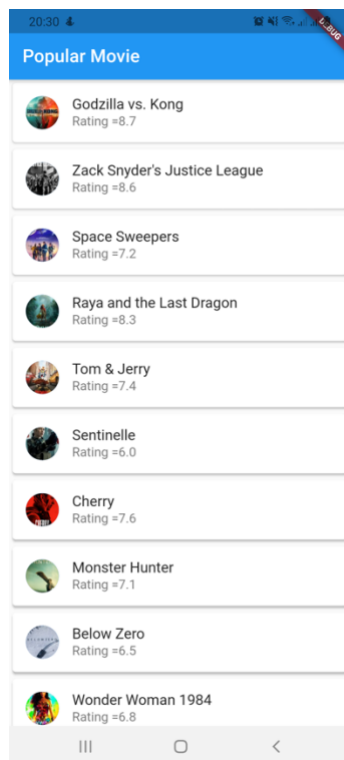 20:30
DEBUG
Popular Movie
Godzilla vs. Kong
Rating =8.7
Zack Snyder's Justice League
Rating =8.6
Space Sweepers
Rating =7.2
Raya and the Last Dragon
Rating =8.3
Tom & Jerry
Rating =7.4
Sentinelle
Rating =6.0
Cherry
Rating =7.6
Monster Hunter
Rating =7.1
Below Zero
Rating =6.5
Wonder Woman 1984
Rating =6.8